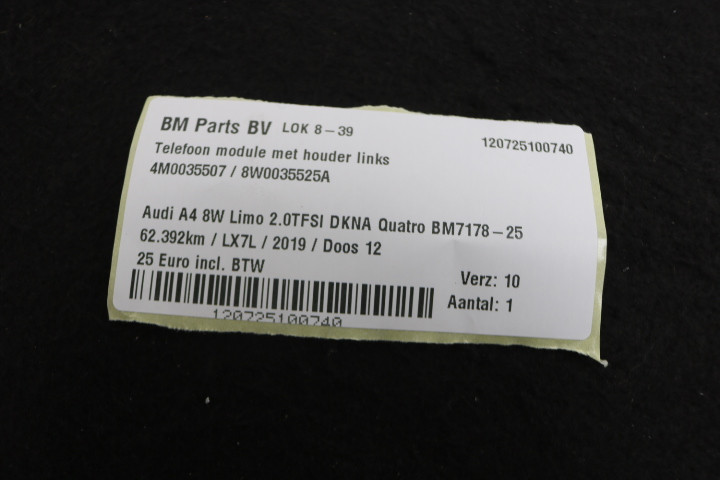 BM Parts BV LOK 8-39
120725100740
Telefoon module met houder links
4M0035507 / 8W0035525A
Audi A4 8W Limo 2.0TFSI DKNA Quatro BM7178-25
62.392km / LX7L / 2019 / Doos 12
25 Euro incl. BTW
Verz: 10
Aantal: 1
120725100740